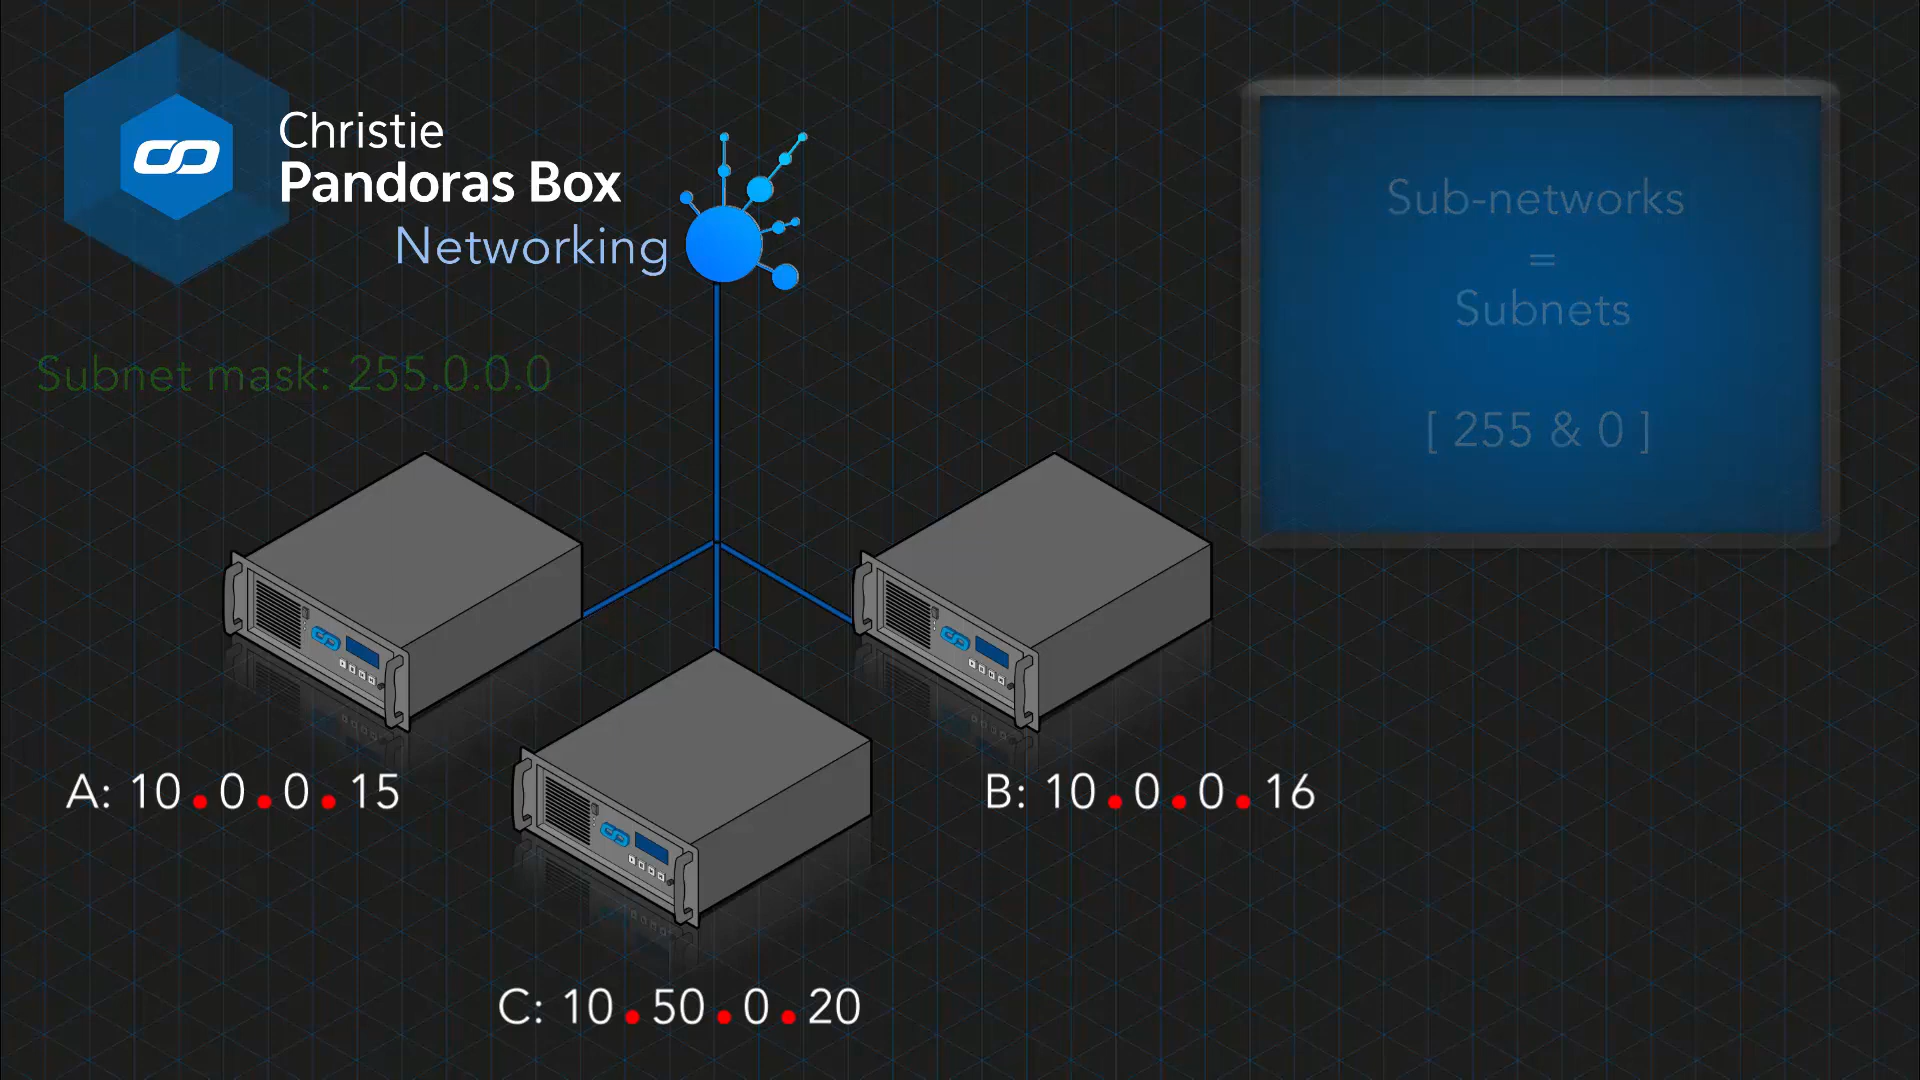 Christie
Pandoras Box
Networking
Sub-networks
=
Subnets
[ 255 & 0 ]
Subnet mask: 255.0.0.0
A: 10.0.0.15
B: 10.0.0.16
C: 10.50.0.20